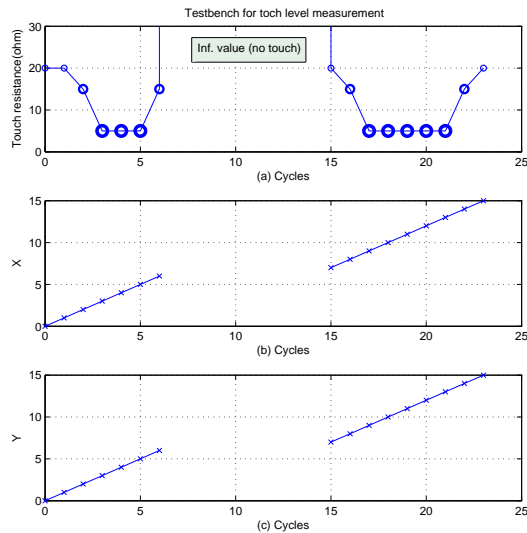 Testbench for toch level measurement
Touch resistance(ohm)
30
20
10
0
Inf. value (no touch)
0 5 10 15 20 25
(a) Cycles
X
15
10
5
0
0 5 10 15 20 25
(b) Cycles
Y
15
10
5
0
0 5 10 15 20 25
(c) Cycles